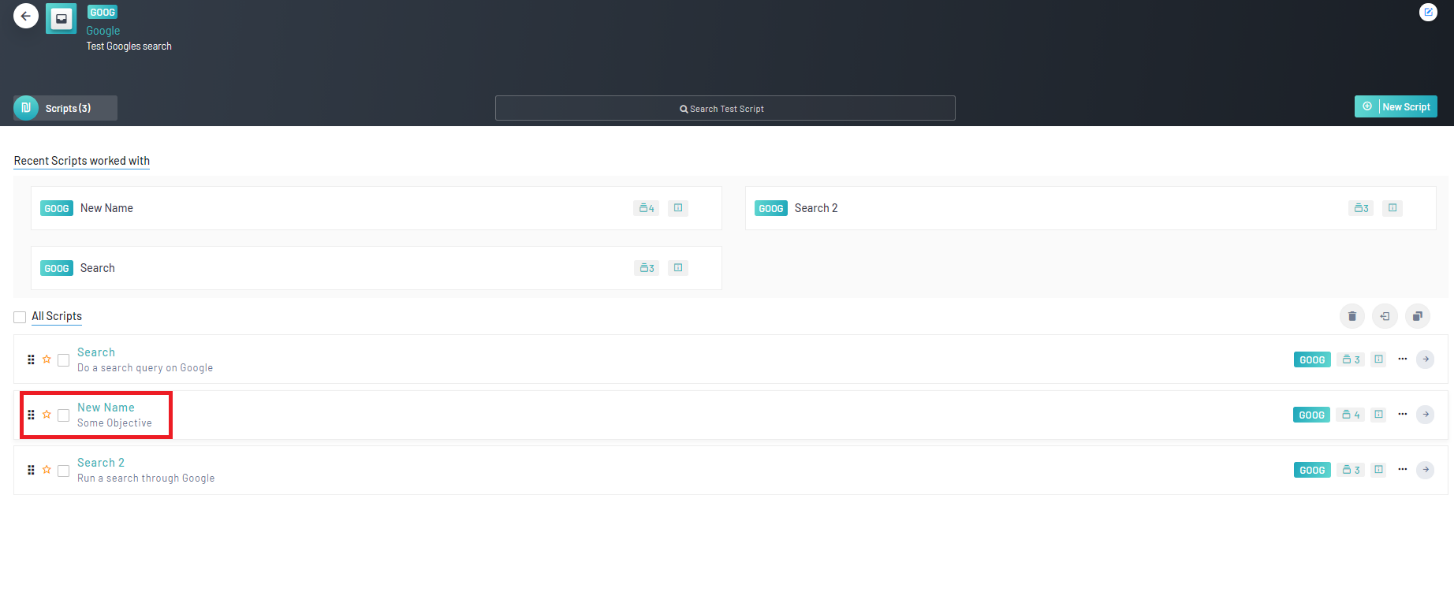 GOOG
Google
Test Googles search
Scripts (3)
Search Test Script
New Script
Recent Scripts worked with
GOOG New Name 4
GOOG Search 2 3
GOOG Search 3
All Scripts
Search
Do a search query on Google
GOOG 3
New Name
Some Objective
GOOG 4
Search 2
Run a search through Google
GOOG 3